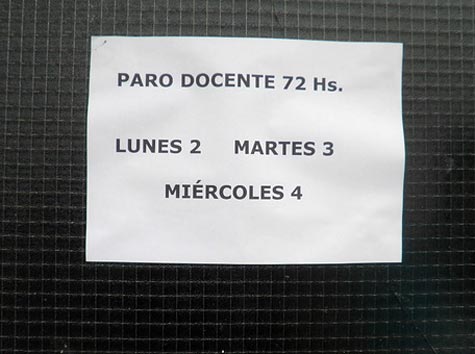 PARO DOCENTE 72 Hs.
LUNES 2 MARTES 3
MIÉRCOLES 4